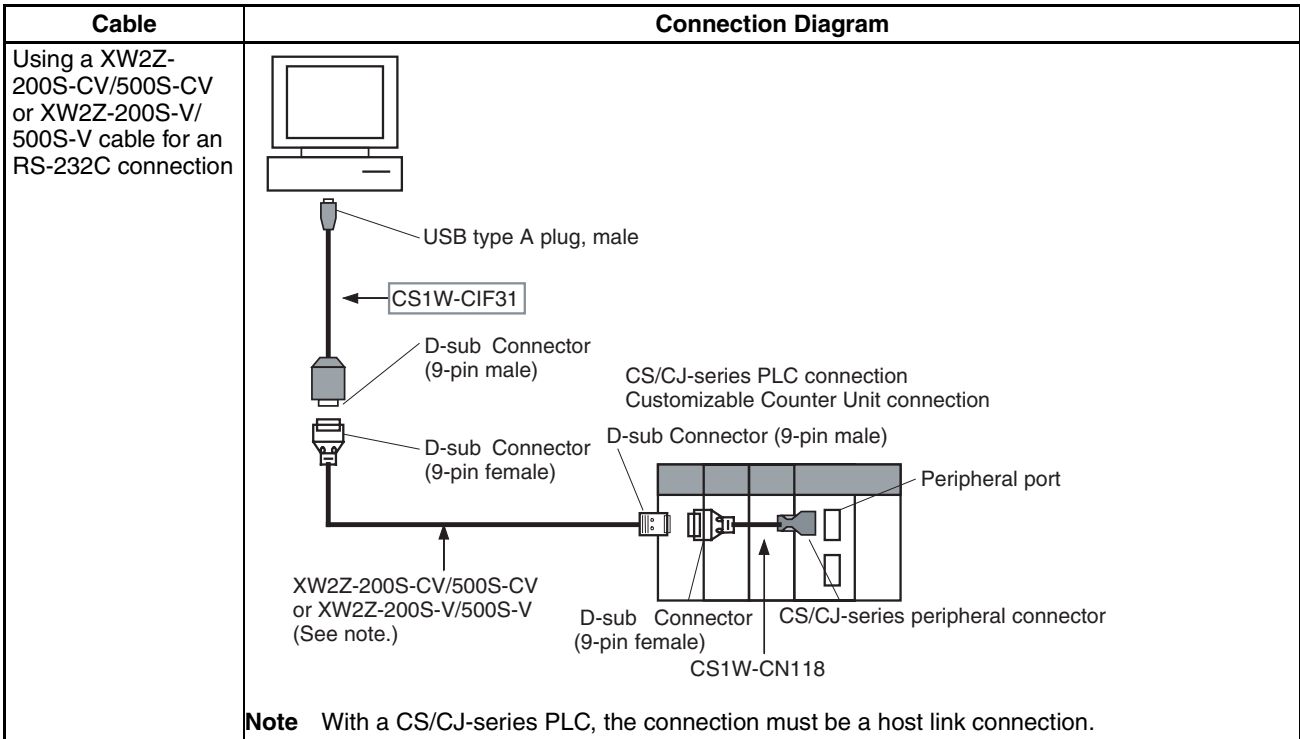 Cable
Connection Diagram
Using a XW2Z-
200S-CV/500S-CV
or XW2Z-200S-V/
500S-V cable for an
RS-232C connection
USB type A plug, male
CS1W-CIF31
D-sub Connector
(9-pin male)
CS/CJ-series PLC connection
Customizable Counter Unit connection
D-sub Connector
(9-pin female)
D-sub Connector (9-pin male)
Peripheral port
XW2Z-200S-CV/500S-CV
or XW2Z-200S-V/500S-V
(See note.)
D-sub Connector
(9-pin female)
CS/CJ-series peripheral connector
CS1W-CN118
Note With a CS/CJ-series PLC, the connection must be a host link connection.